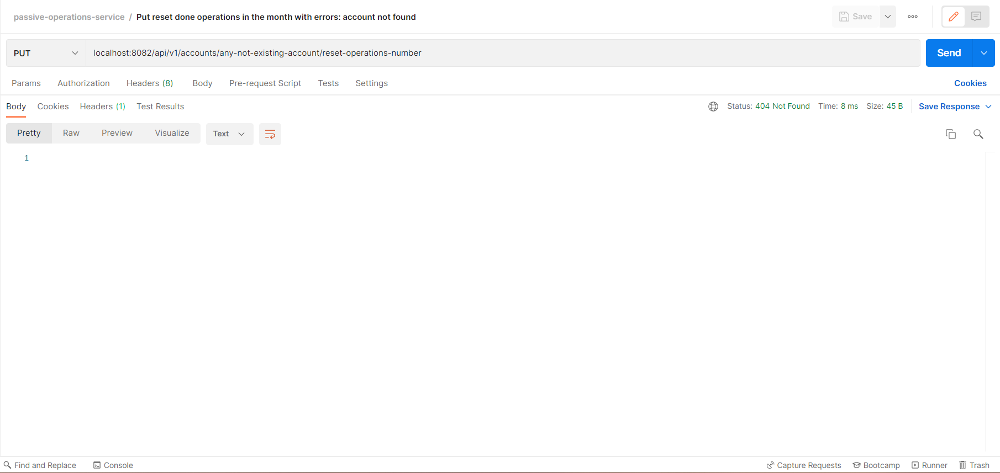 passive-operations-service / Put reset done operations in the month with errors: account not found
Save
PUT
localhost:8082/api/v1/accounts/any-not-existing-account/reset-operations-number
Send
Params Authorization Headers (8) Body Pre-request Script Tests Settings Cookies
Body Cookies Headers (1) Test Results Status: 404 Not Found Time: 8 ms Size: 45 B Save Response
Pretty Raw Preview Visualize Text
1
Find and Replace Console Capture Requests Bootcamp Runner Trash